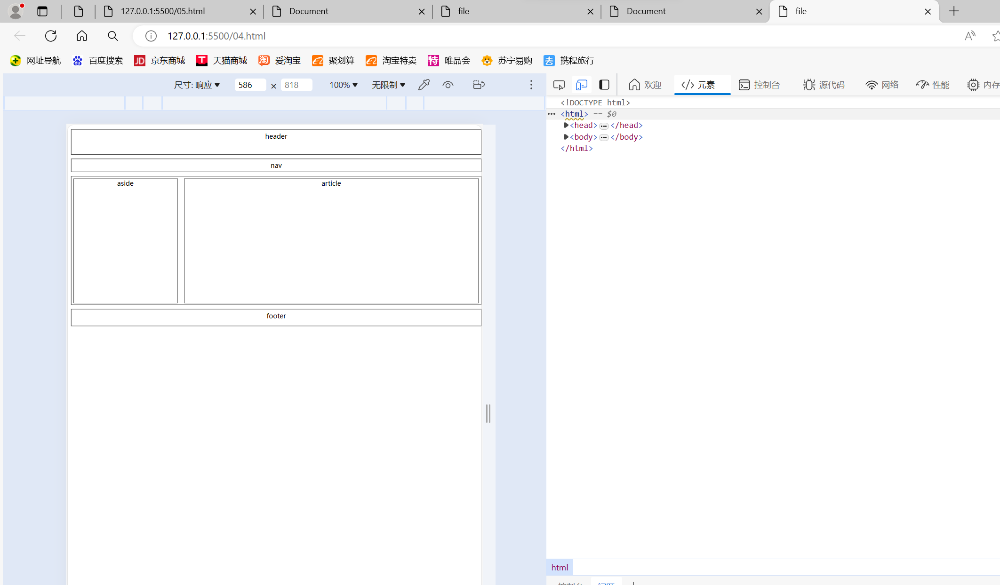 127.0.0.1:5500/05.html Document file Document file
127.0.0.1:5500/04.html
网址导航 百度搜索 京东商城 天猫商城 爱淘宝 聚划算 淘宝特卖 唯品会 苏宁易购 携程旅行
尺寸: 响应 586 × 818 100% 无限制
欢迎 </> 元素 控制台 源代码 网络 性能 内存
<!DOCTYPE html>
••• <html> == $0
<head>•••</head>
<body>•••</body>
</html>
header
nav
aside article
footer
html